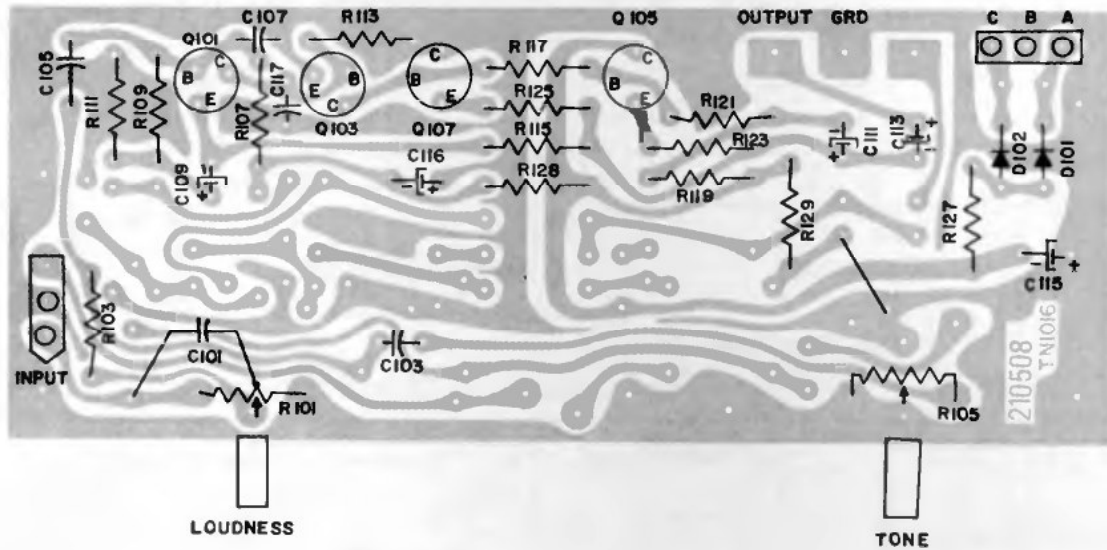 C107 R113 Q105 OUTPUT GRD C B A
C105 Q101 C C117 R117 C
R111 R109 B E R107 E B C Q103 C B E Q107 R125 B E R121
R115 R123 C111 C113 + D102 D101
C109 + C116 - + R128 R119 + -
R129 R127
- + *
C115
R103
INPUT C101 C103
R101 R105
210508
TN1016
LOUDNESS TONE